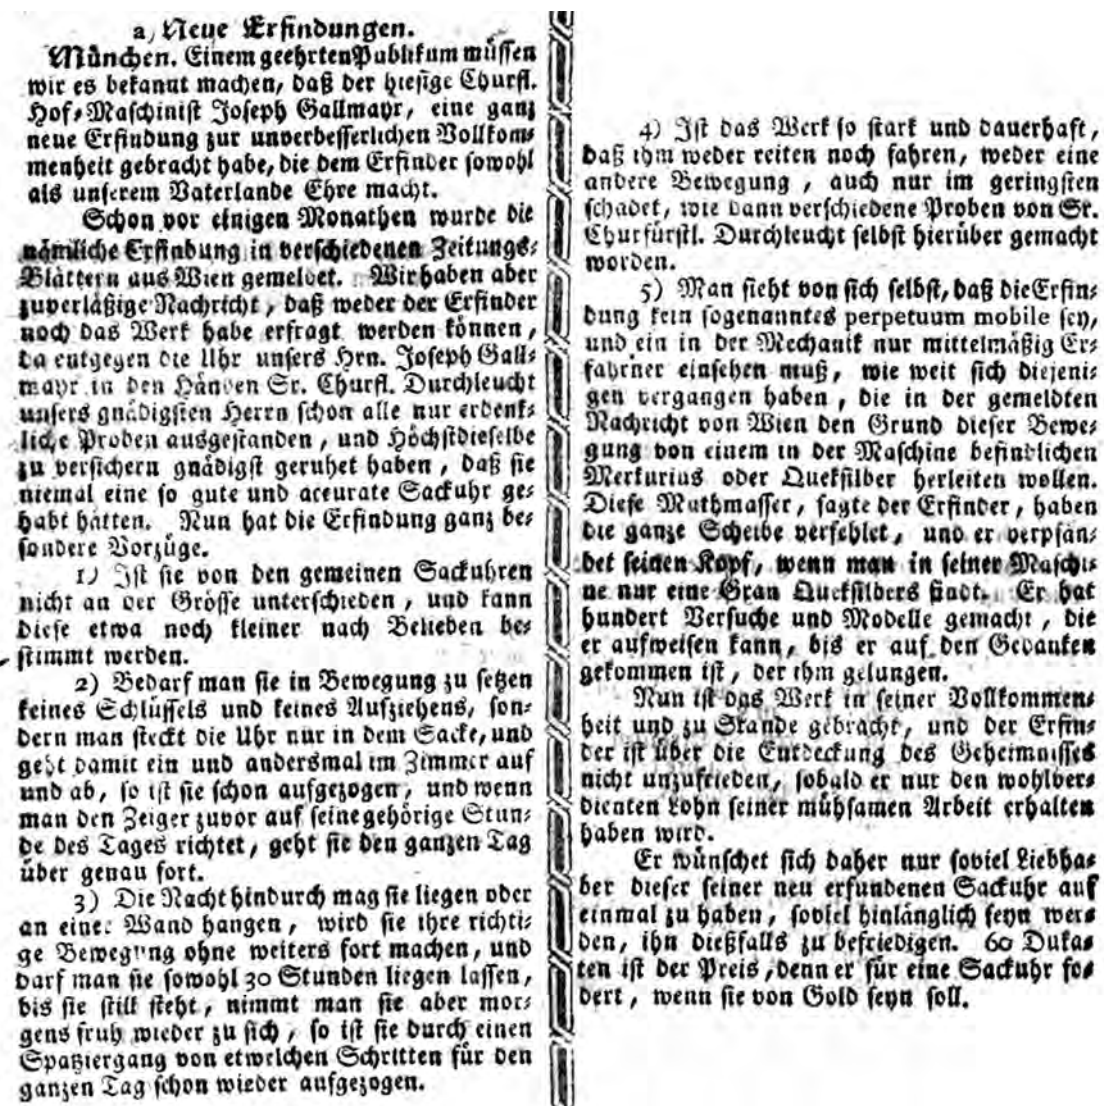 a) Neue Erfindungen.
München. Einem geehrten Publikum müssen
wir es bekannt machen, daß der hiesige Churfl.
Hof-Maschinist Joseph Gallmayr, eine ganz
neue Erfindung zur unverbesserlichen Vollkom-
menheit gebracht habe, die dem Erfinder sowohl
als unserem Vaterlande Ehre macht.
Schon vor einigen Monathen wurde die
nämliche Erfindung in verschiedenen Zeitungs-
Blättern aus Wien gemeldet. Wir haben aber
zuverläßige Nachricht, daß weder der Erfinder
noch das Werk habe erfragt werden können,
da entgegen die Uhr unsers Hrn. Joseph Gall-
mayr in den Händen Sr. Churfl. Durchleucht
unsers gnädigsten Herrn schon alle nur erdenk-
liche Proben ausgestanden, und Höchstdieselbe
zu versichern gnädigst geruhet haben, daß sie
niemal eine so gute und accurate Sackuhr ge-
habt hätten. Nun hat die Erfindung ganz be-
sondere Vorzüge.
1) Ist sie von den gemeinen Sackuhren
nicht an der Grösse unterschieden, und kann
diese etwa noch kleiner nach Belieben be-
stimmt werden.
2) Bedarf man sie in Bewegung zu setzen
keines Schlüssels und keines Aufziehens, son-
dern man steckt die Uhr nur in dem Sacke, und
geht damit ein und andersmal im Zimmer auf
und ab, so ist sie schon aufgezogen, und wenn
man den Zeiger zuvor auf seine gehörige Stun-
de des Tages richtet, geht sie den ganzen Tag
über genau fort.
3) Die Nacht hindurch mag sie liegen oder
an einer Wand hangen, wird sie ihre richti-
ge Bewegung ohne weiters fort machen, und
darf man sie sowohl 30 Stunden liegen lassen,
bis sie still steht, nimmt man sie aber mor-
gens fruh wieder zu sich, so ist sie durch einen
Spatziergang von etwelchen Schritten für den
ganzen Tag schon wieder aufgezogen.
4) Ist das Werk so stark und dauerhaft,
daß ihm weder reiten noch fahren, weder eine
andere Bewegung, auch nur im geringsten
schadet, wie dann verschiedene Proben von Sr.
Churfürstl. Durchleucht selbst hierüber gemacht
worden.
5) Man sieht von sich selbst, daß die Erfin-
dung kein sogenanntes perpetuum mobile sey,
und ein in der Mechanik nur mittelmäßig Er-
fahrner einsehen muß, wie weit sich diejeni-
gen vergangen haben, die in der gemeldten
Nachricht von Wien den Grund dieser Bewe-
gung von einem in der Maschine befindlichen
Merkurius oder Queksilber herleiten wollen.
Diese Muthmasser, sagte der Erfinder, haben
die ganze Scheibe verfehlet, und er verpfän-
det seinen Kopf, wenn man in seiner Maschi-
ne nur eine Gran Queksilbers findt. Er hat
hundert Versuche und Modelle gemacht, die
er aufweisen kann, bis er auf den Gedanken
gekommen ist, der ihm gelungen.
Nun ist das Werk in seiner Vollkommen-
heit und zu Stande gebracht, und der Erfin-
der ist über die Entdeckung des Geheimnisses
nicht unzufrieden, sobald er nur den wohlver-
dienten Lohn seiner mühsamen Arbeit erhalten
haben wird.
Er wünschet sich daher nur soviel Liebha-
ber dieser seiner neu erfundenen Sackuhr auf
einmal zu haben, soviel hinlänglich seyn wer-
den, ihn dießfalls zu befriedigen. 60 Duka-
ten ist der Preis, denn er für eine Sackuhr fo-
dert, wenn sie von Gold seyn soll.